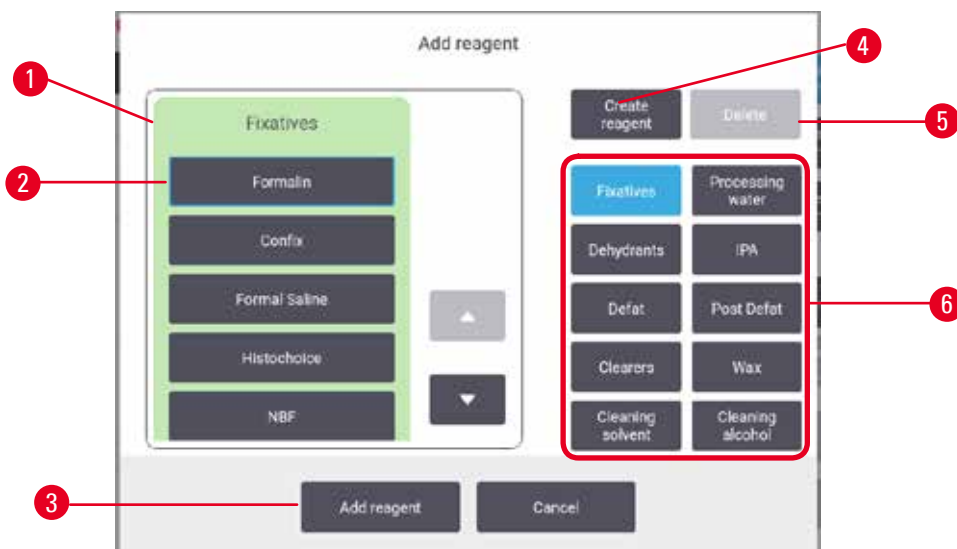 Add reagent
1
Fixatives
2
Formalin
Confix
Formal Saline
Histochoice
NBF
4
Create
reagent
Delete
5
Fixatives
Processing
water
Dehydrants
IPA
Defat
Post Defat
6
Clearers
Wax
Cleaning
solvent
Cleaning
alcohol
3
Add reagent
Cancel